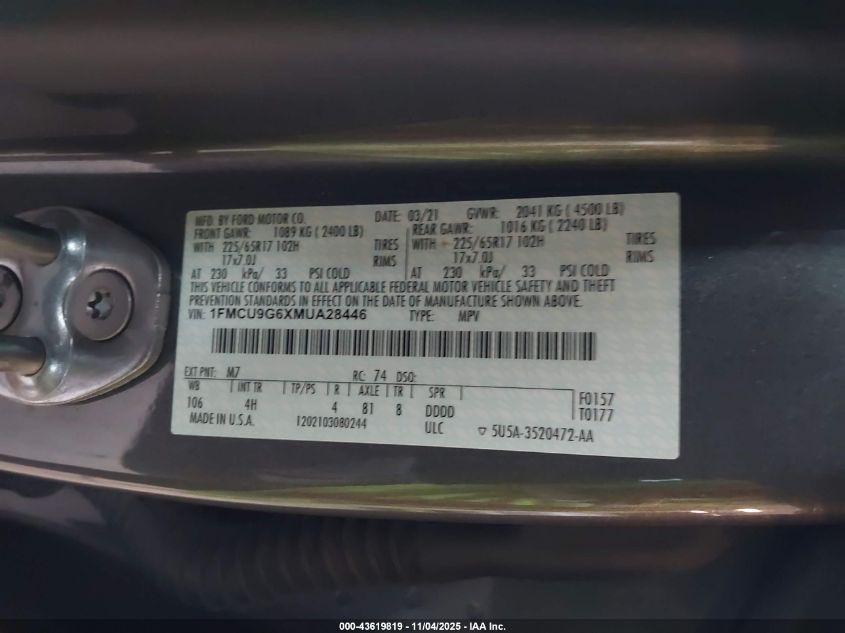 MFD. BY FORD MOTOR CO. DATE: 03/21 GVWR: 2041 KG ( 4500 LB)
FRONT GAWR: 1089 KG ( 2400 LB) REAR GAWR: 1016 KG ( 2240 LB)
WITH 225/65R17 102H TIRES WITH 225/65R17 102H TIRES
17x7.0J RIMS 17x7.0J RIMS
AT 230 kPa/ 33 PSI COLD AT 230 kPa/ 33 PSI COLD
THIS VEHICLE CONFORMS TO ALL APPLICABLE FEDERAL MOTOR VEHICLE SAFETY AND THEFT
PREVENTION STANDARDS IN EFFECT ON THE DATE OF MANUFACTURE SHOWN ABOVE.
VIN: 1FMCU9G6XMUA28446 TYPE: MPV
EXT PNT: M7 RC: 74 DSO:
WB INT TR TP/PS R AXLE TR SPR F0157
106 4H 4 81 8 DDDD T0177
MADE IN U.S.A. 1202103080244 ULC ▽ 5U5A-3520472-AA
000-43619819 - 11/04/2025 - IAA Inc.